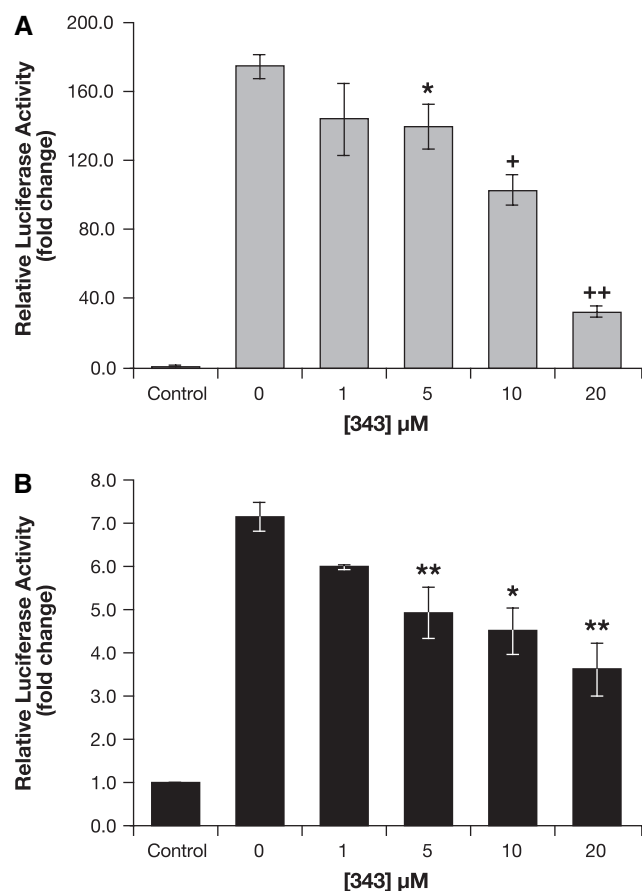 A
Relative Luciferase Activity
(fold change)
200.0
160.0
120.0
80.0
40.0
0.0
*
+
++
Control 0 1 5 10 20
[343] µM
B
Relative Luciferase Activity
(fold change)
8.0
7.0
6.0
5.0
4.0
3.0
2.0
1.0
0.0
**
*
**
Control 0 1 5 10 20
[343] µM